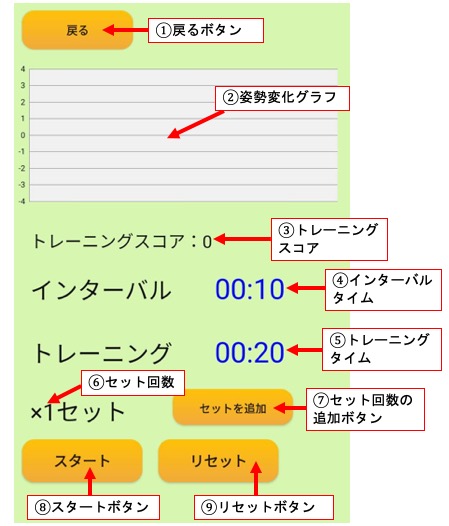 戻る
①戻るボタン
4
3
2
1
0
-1
-2
-3
-4
②姿勢変化グラフ
トレーニングスコア：0
③トレーニング
スコア
インターバル 00:10
④インターバル
タイム
トレーニング 00:20
⑤トレーニング
タイム
⑥セット回数
×1セット
セットを追加
⑦セット回数の
追加ボタン
スタート
リセット
⑧スタートボタン
⑨リセットボタン